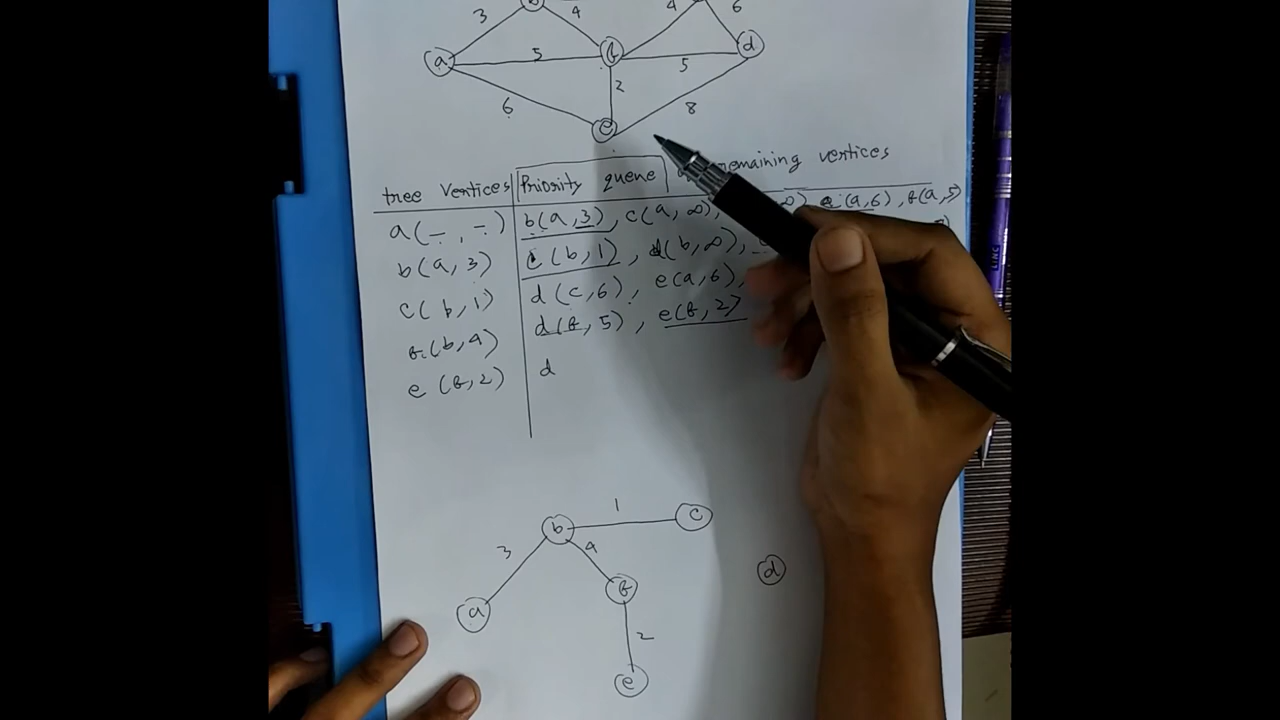 3 b 4 4 6
a 5 f 5 d
2
6 8
e
tree vertices Priority queue remaining vertices
a(-, -) b(a, 3), c(a, ∞), ∞), e(a, 6), f(a, 5)
b(a, 3) c(b, 1), d(b, ∞),
c(b, 1) d(c, 6), e(a, 6),
f(b, 4) d(f, 5), e(f, 2)
e(f, 2) d
1
b c
3 4
d
a f
2
e
LINC